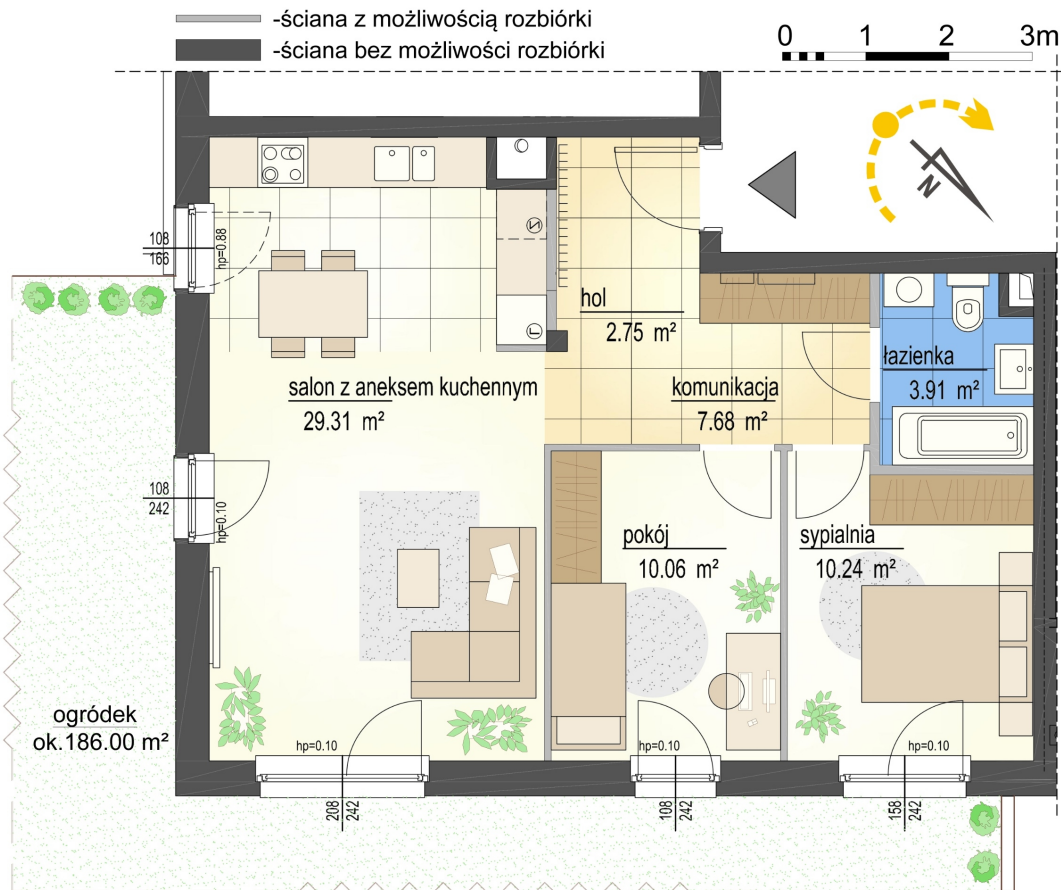 -ściana z możliwością rozbiórki
-ściana bez możliwości rozbiórki
0 1 2 3m
N
108
166
hp=0.88
Z
L
hol
2.75 m²
łazienka
3.91 m²
salon z aneksem kuchennym
29.31 m²
komunikacja
7.68 m²
108
242
hp=0.10
pokój
10.06 m²
sypialnia
10.24 m²
ogródek
ok.186.00 m²
hp=0.10
hp=0.10
hp=0.10
208
242
108
242
158
242